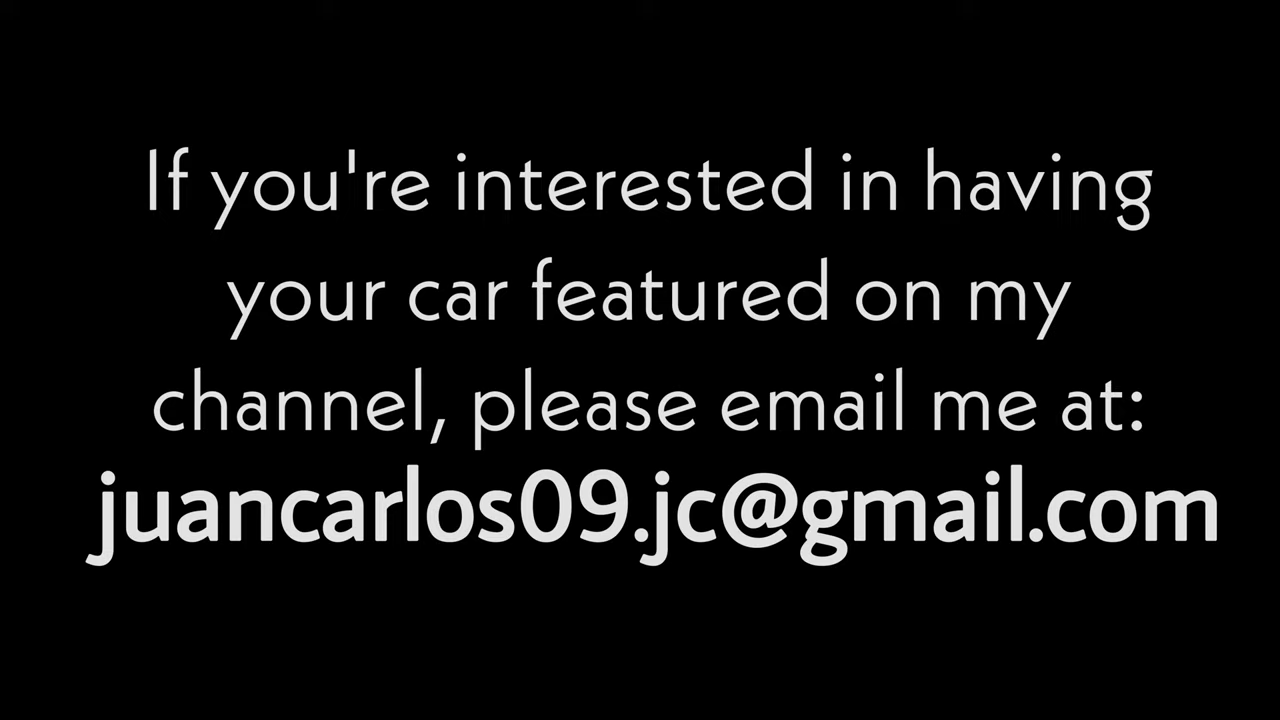 If you're interested in having
your car featured on my
channel, please email me at:
juancarlos09.jc@gmail.com